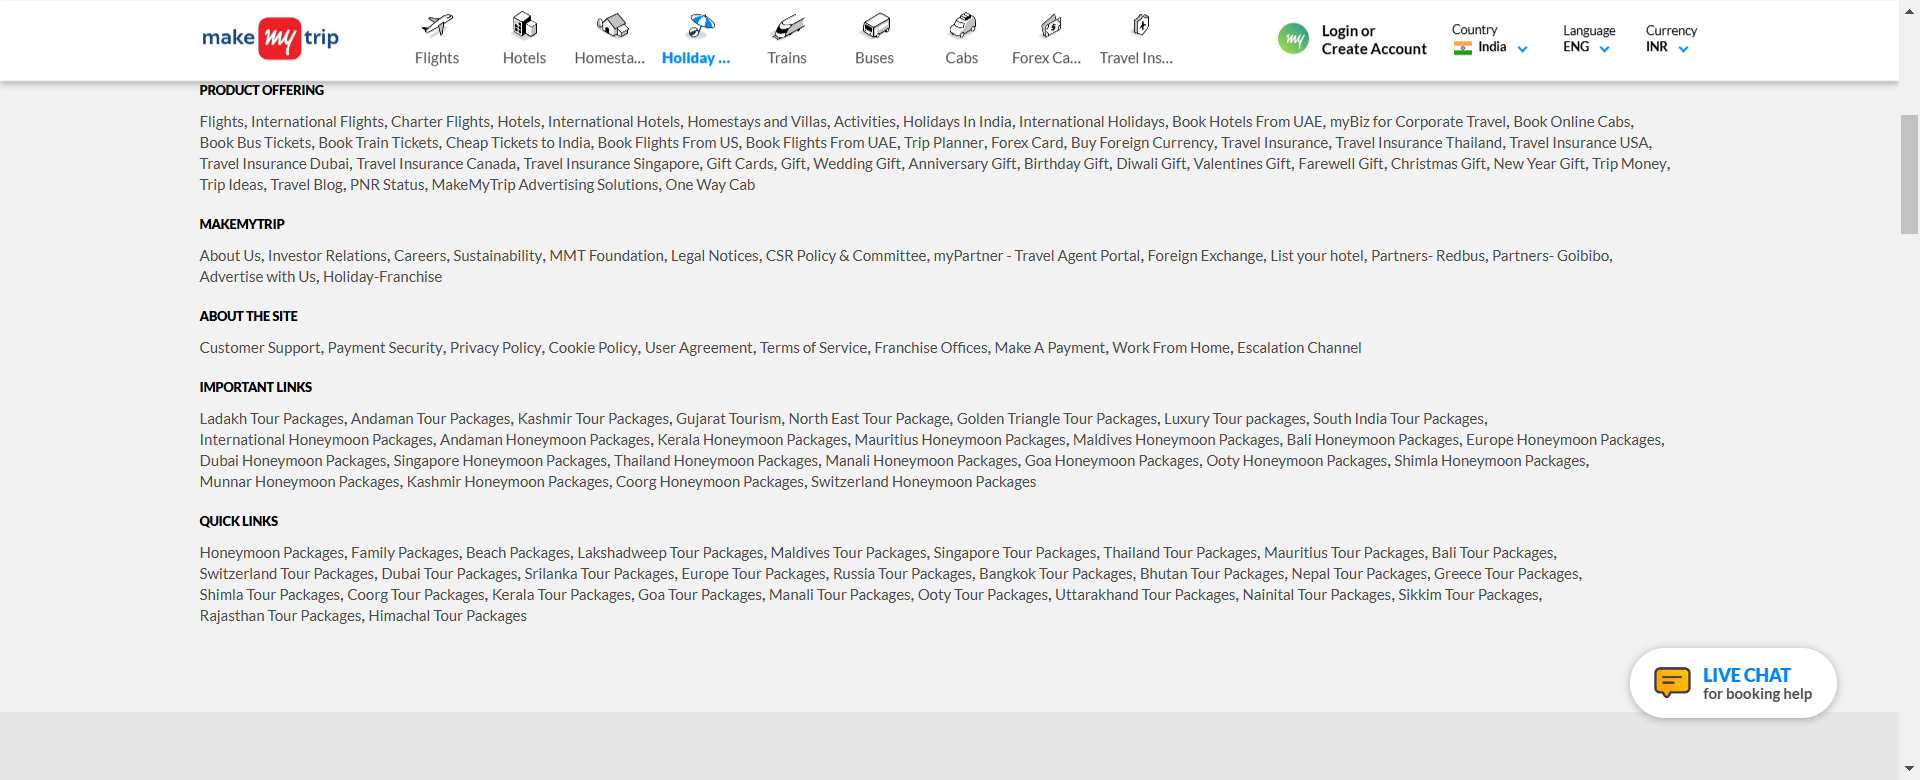 make my trip
Flights
Hotels
Homesta...
Holiday ...
Trains
Buses
Cabs
Forex Ca...
Travel Ins...
my
Login or
Create Account
Country
India
Language
ENG
Currency
INR
PRODUCT OFFERING
Flights, International Flights, Charter Flights, Hotels, International Hotels, Homestays and Villas, Activities, Holidays In India, International Holidays, Book Hotels From UAE, myBiz for Corporate Travel, Book Online Cabs,
Book Bus Tickets, Book Train Tickets, Cheap Tickets to India, Book Flights From US, Book Flights From UAE, Trip Planner, Forex Card, Buy Foreign Currency, Travel Insurance, Travel Insurance Thailand, Travel Insurance USA,
Travel Insurance Dubai, Travel Insurance Canada, Travel Insurance Singapore, Gift Cards, Gift, Wedding Gift, Anniversary Gift, Birthday Gift, Diwali Gift, Valentines Gift, Farewell Gift, Christmas Gift, New Year Gift, Trip Money,
Trip Ideas, Travel Blog, PNR Status, MakeMyTrip Advertising Solutions, One Way Cab
MAKEMYTRIP
About Us, Investor Relations, Careers, Sustainability, MMT Foundation, Legal Notices, CSR Policy & Committee, myPartner - Travel Agent Portal, Foreign Exchange, List your hotel, Partners- Redbus, Partners- Goibibo,
Advertise with Us, Holiday-Franchise
ABOUT THE SITE
Customer Support, Payment Security, Privacy Policy, Cookie Policy, User Agreement, Terms of Service, Franchise Offices, Make A Payment, Work From Home, Escalation Channel
IMPORTANT LINKS
Ladakh Tour Packages, Andaman Tour Packages, Kashmir Tour Packages, Gujarat Tourism, North East Tour Package, Golden Triangle Tour Packages, Luxury Tour packages, South India Tour Packages,
International Honeymoon Packages, Andaman Honeymoon Packages, Kerala Honeymoon Packages, Mauritius Honeymoon Packages, Maldives Honeymoon Packages, Bali Honeymoon Packages, Europe Honeymoon Packages,
Dubai Honeymoon Packages, Singapore Honeymoon Packages, Thailand Honeymoon Packages, Manali Honeymoon Packages, Goa Honeymoon Packages, Ooty Honeymoon Packages, Shimla Honeymoon Packages,
Munnar Honeymoon Packages, Kashmir Honeymoon Packages, Coorg Honeymoon Packages, Switzerland Honeymoon Packages
QUICK LINKS
Honeymoon Packages, Family Packages, Beach Packages, Lakshadweep Tour Packages, Maldives Tour Packages, Singapore Tour Packages, Thailand Tour Packages, Mauritius Tour Packages, Bali Tour Packages,
Switzerland Tour Packages, Dubai Tour Packages, Srilanka Tour Packages, Europe Tour Packages, Russia Tour Packages, Bangkok Tour Packages, Bhutan Tour Packages, Nepal Tour Packages, Greece Tour Packages,
Shimla Tour Packages, Coorg Tour Packages, Kerala Tour Packages, Goa Tour Packages, Manali Tour Packages, Ooty Tour Packages, Uttarakhand Tour Packages, Nainital Tour Packages, Sikkim Tour Packages,
Rajasthan Tour Packages, Himachal Tour Packages
LIVE CHAT
for booking help